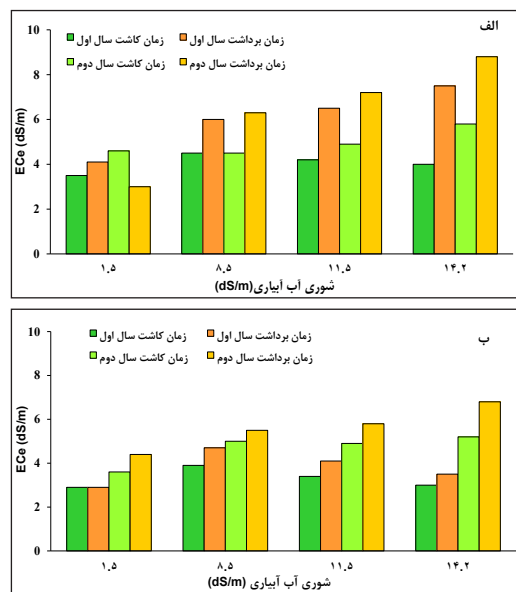 الف
زمان کاشت سال اول زمان برداشت سال اول
زمان کاشت سال دوم زمان برداشت سال دوم
ECe (dS/m)
10
8
6
4
2
0
۱.۵ ۸.۵ ۱۱.۵ ۱۴.۲
شوری آب آبیاری(dS/m)
ب
زمان کاشت سال اول زمان برداشت سال اول
زمان کاشت سال دوم زمان برداشت سال دوم
ECe (dS/m)
10
8
6
4
2
0
۱.۵ ۸.۵ ۱۱.۵ ۱۴.۲
شوری آب آبیاری (dS/m)